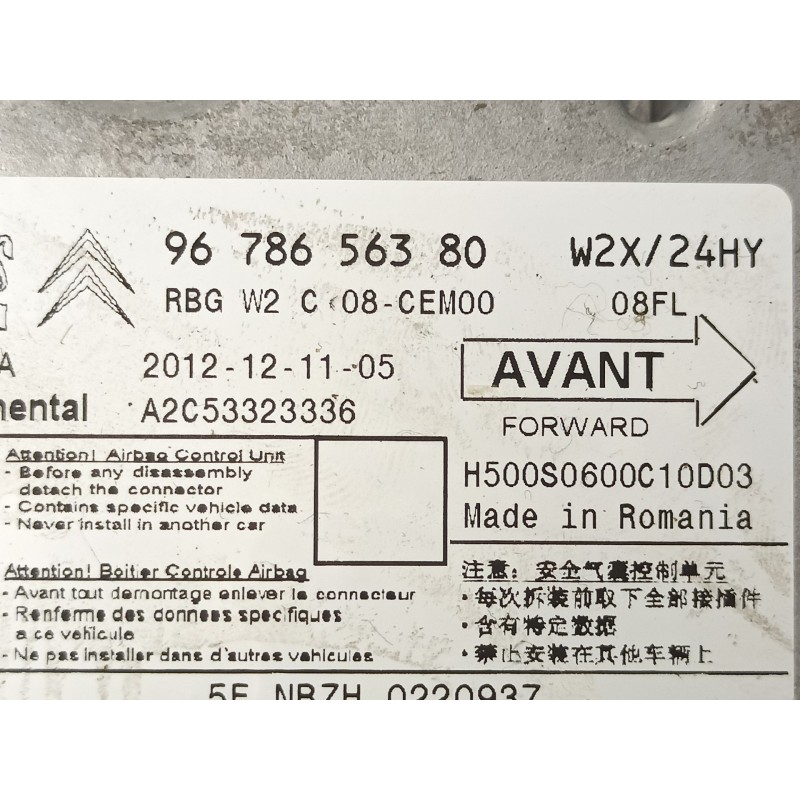 96 786 563 80 W2X/24HY
RBG W2 C 08-CEM00 08FL
A 2012-12-11-05 AVANT
nental A2C53323336
FORWARD
Attention! Airbag Control Unit
- Before any disassembly
detach the connector
- Contains specific vehicle data
- Never install in another car
H500S0600C10D03
Made in Romania
Attention! Boitier Controle Airbag
- Avant tout demontage enlever le connecteur
- Renferme des donnees specifiques
a ce vehicule
- Ne pas installer dans d'autres vehicules
注意: 安全气囊控制单元
·每次拆装前取下全部接插件
·含有特定数据
·禁止安装在其他车辆上
5E NBZH 0220937